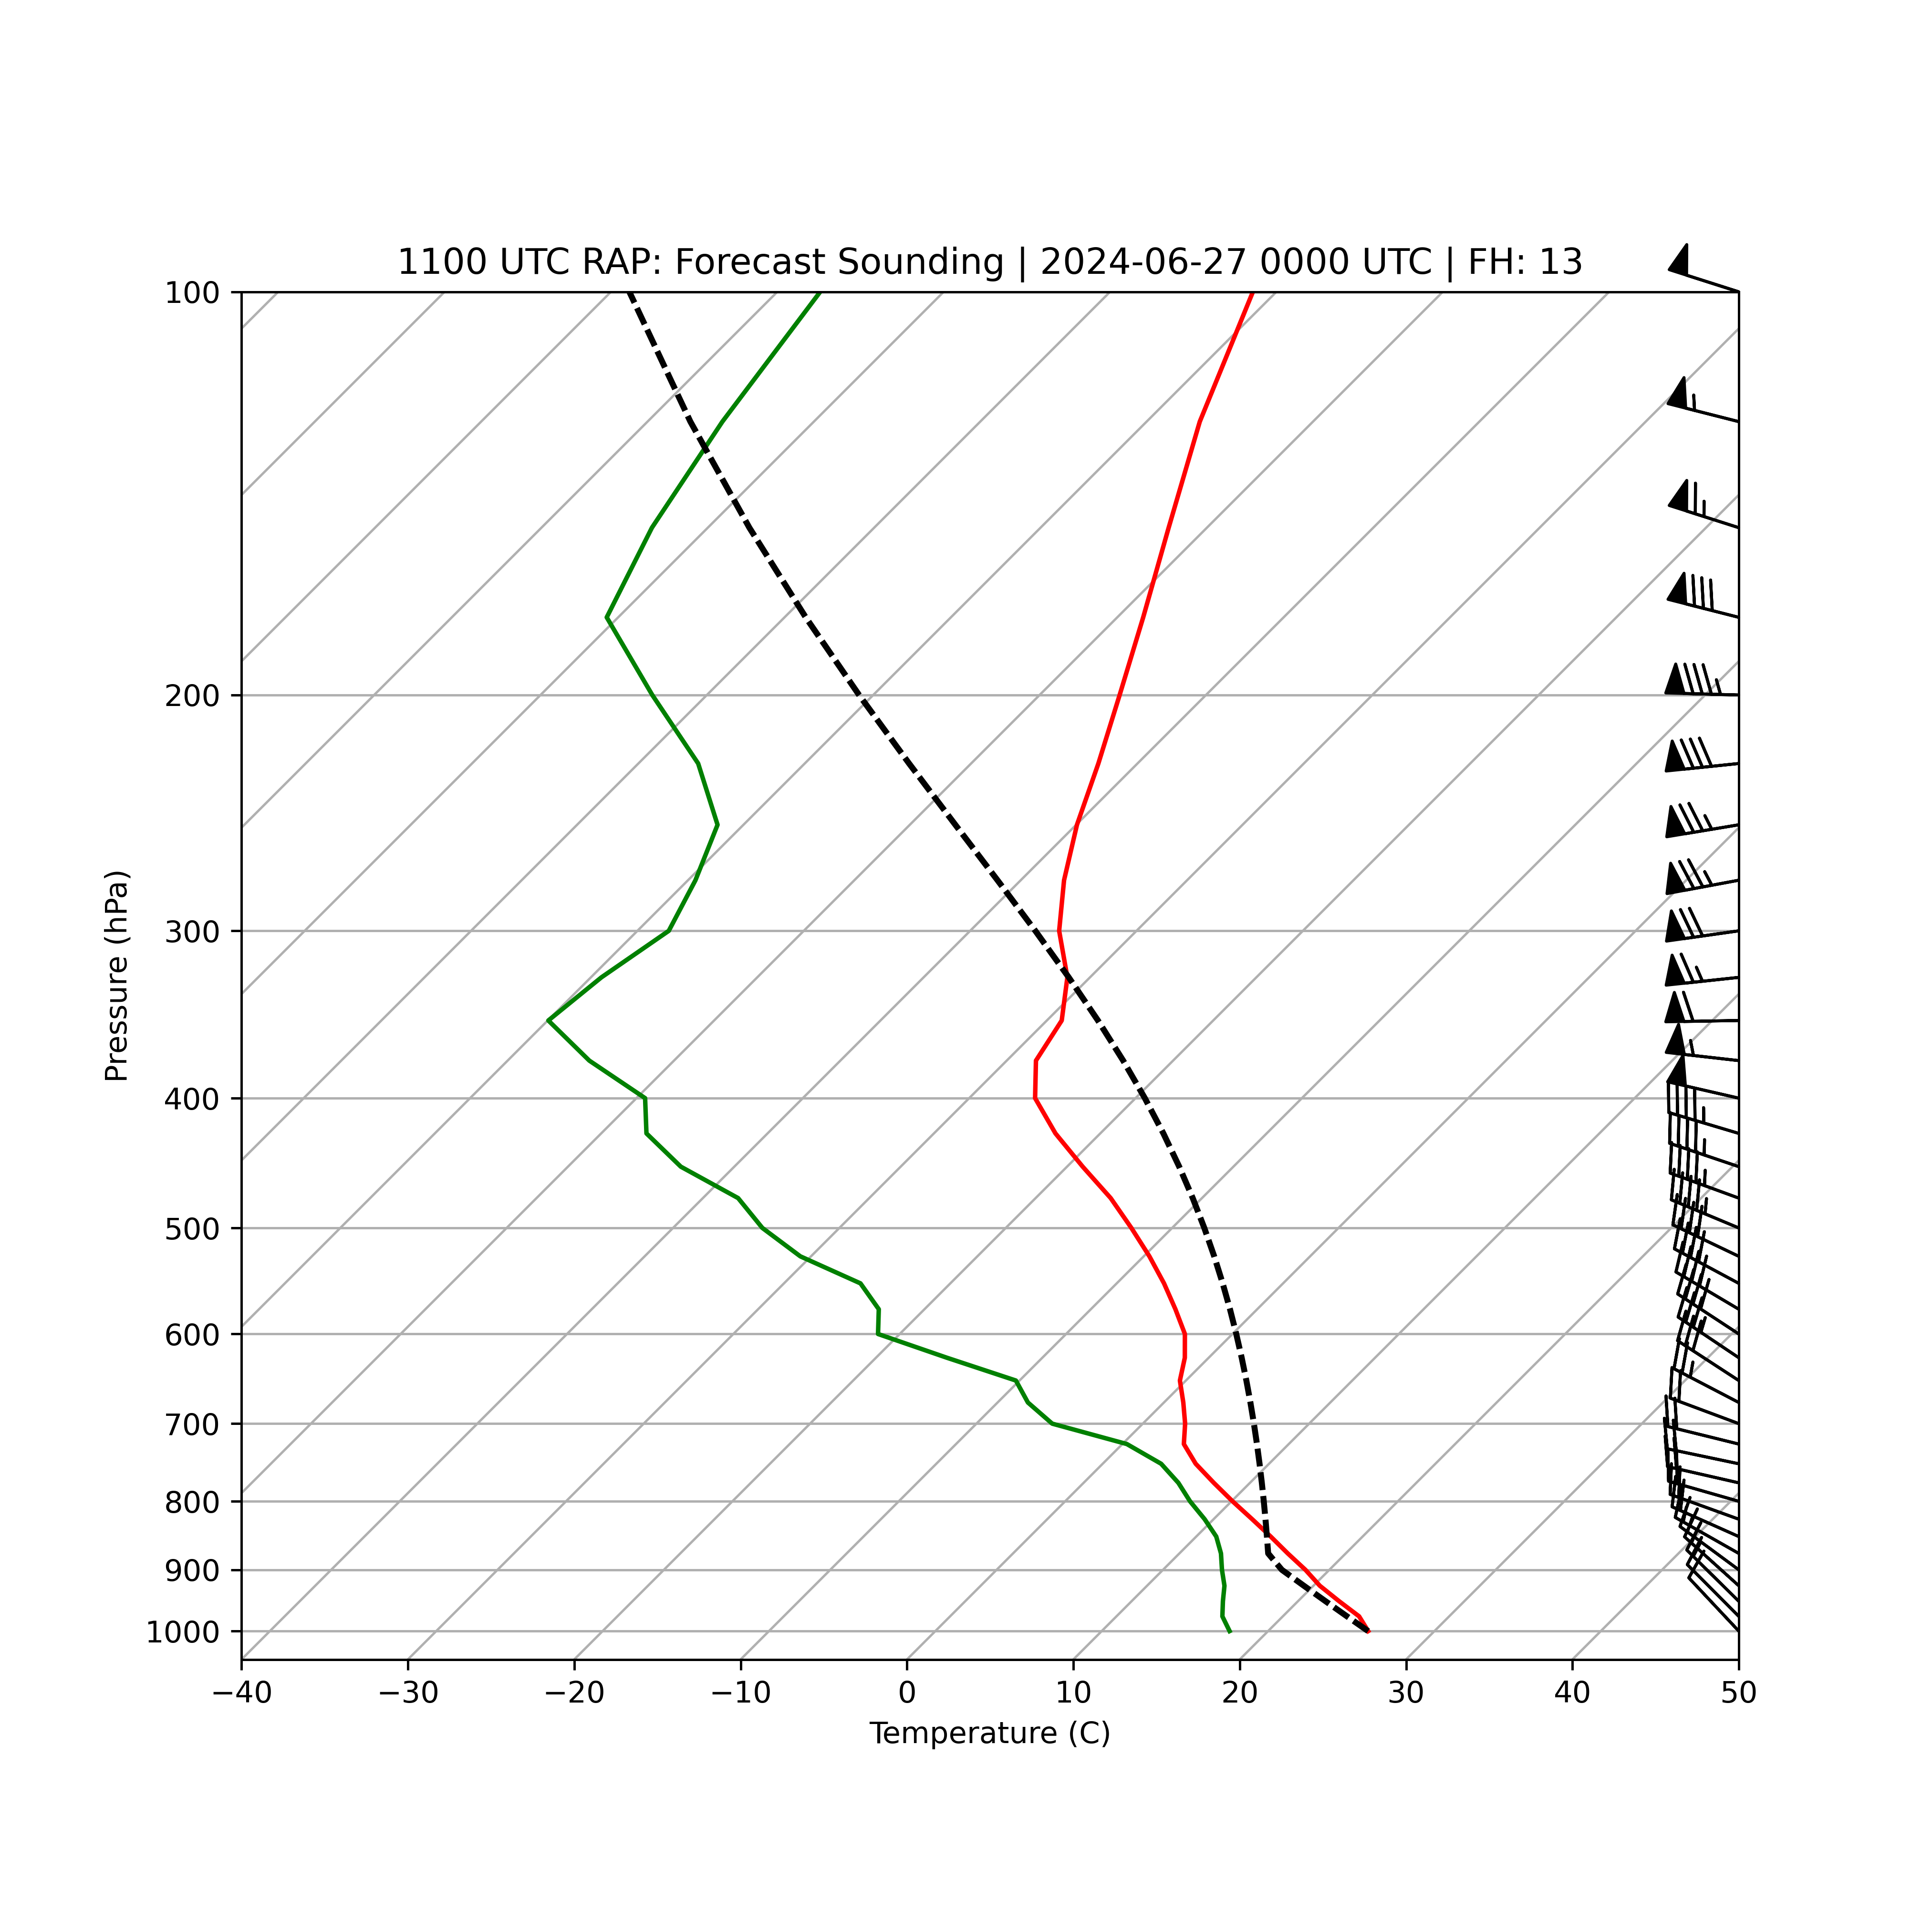 1100 UTC RAP: Forecast Sounding | 2024-06-27 0000 UTC | FH: 13
100
200
300
400
500
600
700
800
900
1000
Pressure (hPa)
−40 −30 −20 −10 0 10 20 30 40 50
Temperature (C)